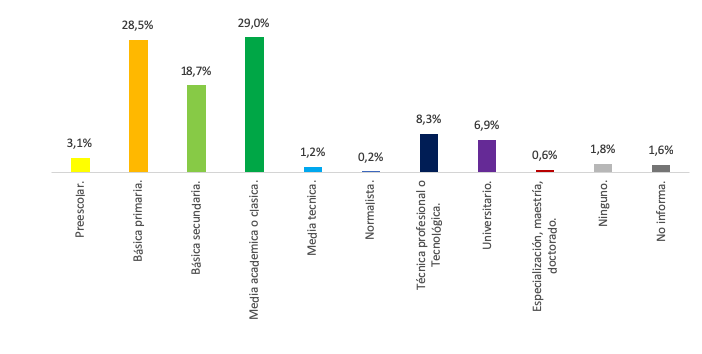 3,1%
28,5%
18,7%
29,0%
1,2%
0,2%
8,3%
6,9%
0,6%
1,8%
1,6%
Preescolar.
Básica primaria.
Básica secundaria.
Media academica o clasica.
Media tecnica.
Normalista.
Técnica profesional o
Tecnológica.
Universitario.
Especialización, maestría,
doctorado.
Ninguno.
No informa.